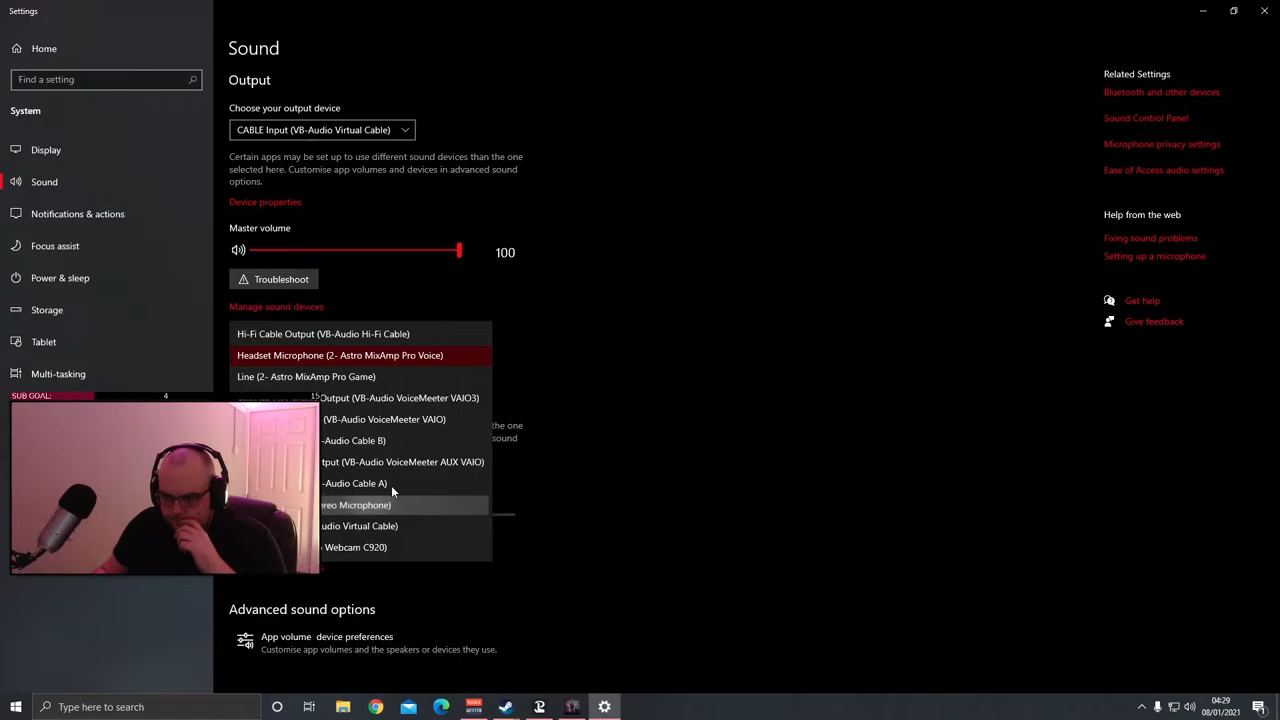 Settings
Home
Find a setting
System
Display
Sound
Notifications & actions
Focus assist
Power & sleep
Storage
Tablet
Multi-tasking
SUB GOAL: 4 15
Sound
Output
Choose your output device
CABLE Input (VB-Audio Virtual Cable)
Certain apps may be set up to use different sound devices than the one
selected here. Customise app volumes and devices in advanced sound
options.
Device properties
Master volume
100
Troubleshoot
Manage sound devices
Hi-Fi Cable Output (VB-Audio Hi-Fi Cable)
Headset Microphone (2- Astro MixAmp Pro Voice)
Line (2- Astro MixAmp Pro Game)
Output (VB-Audio VoiceMeeter VAIO3)
(VB-Audio VoiceMeeter VAIO)
the one
-Audio Cable B)
sound
tput (VB-Audio VoiceMeeter AUX VAIO)
-Audio Cable A)
ereo Microphone)
udio Virtual Cable)
Webcam C920)
Advanced sound options
App volume device preferences
Customise app volumes and the speakers or devices they use.
Related Settings
Bluetooth and other devices
Sound Control Panel
Microphone privacy settings
Ease of Access audio settings
Help from the web
Fixing sound problems
Setting up a microphone
Get help
Give feedback
Type here to search
04:29
08/01/2021